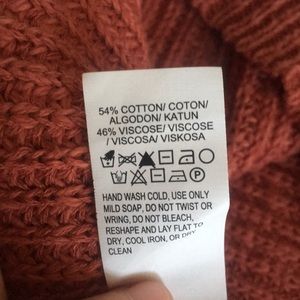 54% COTTON/ COTON/
ALGODON/ KATUN
46% VISCOSE/ VISCOSE
/ VISCOSA/ VISKOSA
HAND WASH COLD, USE ONLY
MILD SOAP, DO NOT TWIST OR
WRING, DO NOT BLEACH,
RESHAPE AND LAY FLAT TO
DRY, COOL IRON, OR DRY
CLEAN